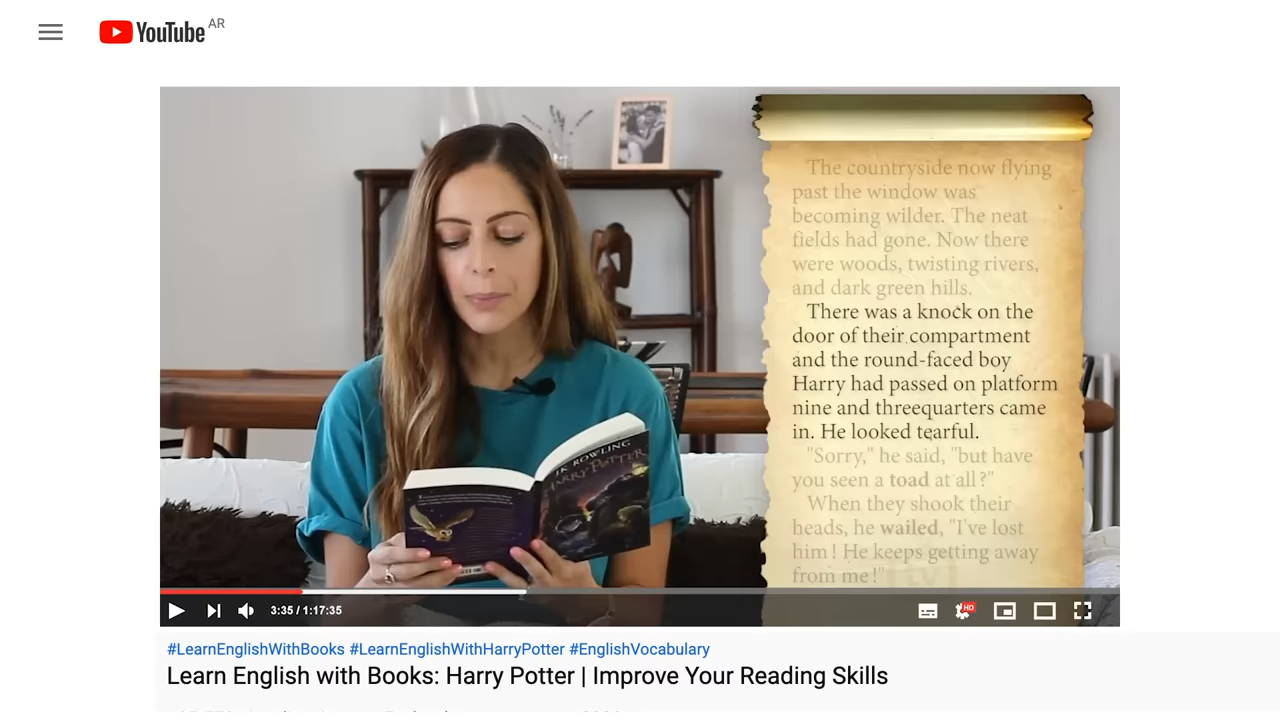 YouTube AR
The countryside now flying
past the window was
becoming wilder. The neat
fields had gone. Now there
were woods, twisting rivers,
and dark green hills.
There was a knock on the
door of their compartment
and the round-faced boy
Harry had passed on platform
nine and threequarters came
in. He looked tearful.
"Sorry," he said, "but have
you seen a toad at all?"
When they shook their
heads, he wailed, "I've lost
him! He keeps getting away
from me!"
J.K. ROWLING
HARRY POTTER
3:35 / 1:17:35
HD
#LearnEnglishWithBooks #LearnEnglishWithHarryPotter #EnglishVocabulary
Learn English with Books: Harry Potter | Improve Your Reading Skills